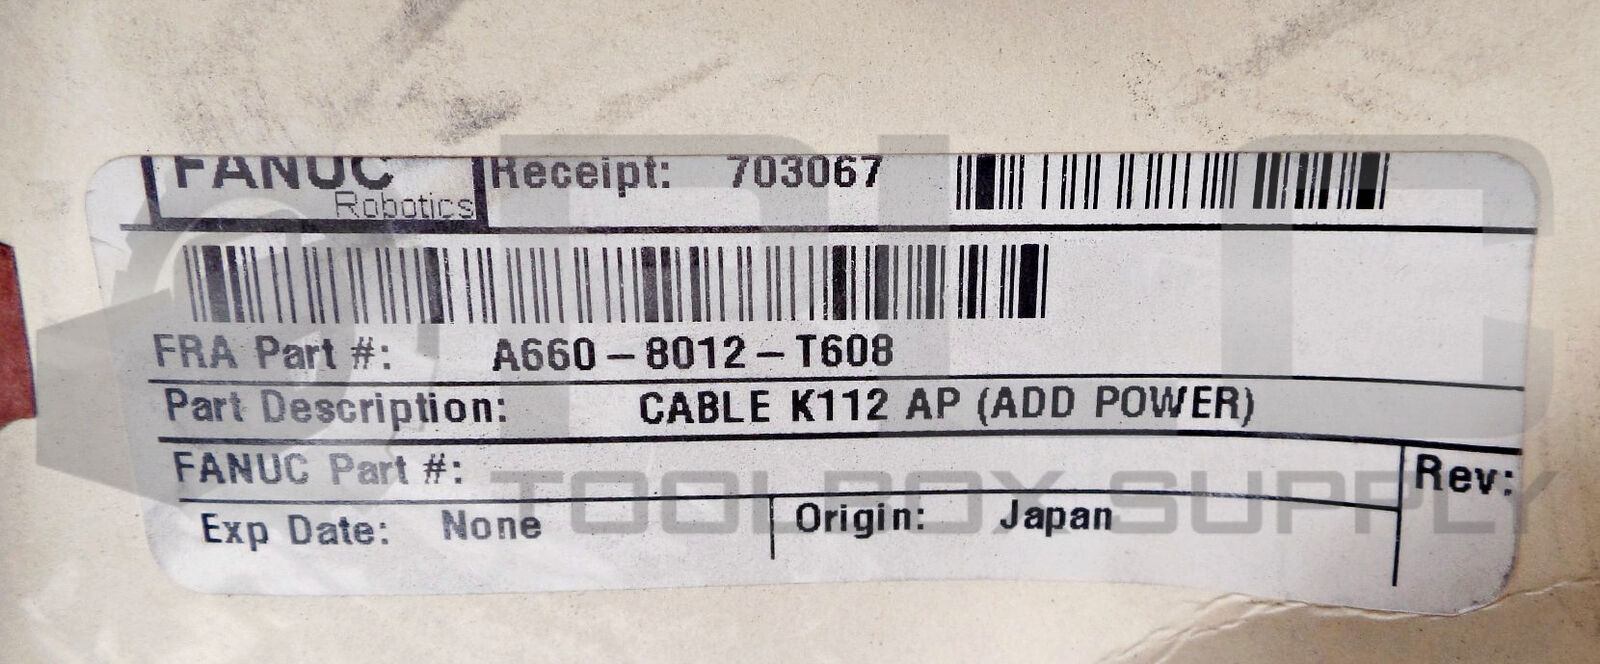 FANUC Robotics Receipt: 703067
FRA Part #: A660-8012-T608
Part Description: CABLE K112 AP (ADD POWER)
FANUC Part #:
Rev:
Exp Date: None Origin: Japan
PLC
TOOLBOX SUPPLY